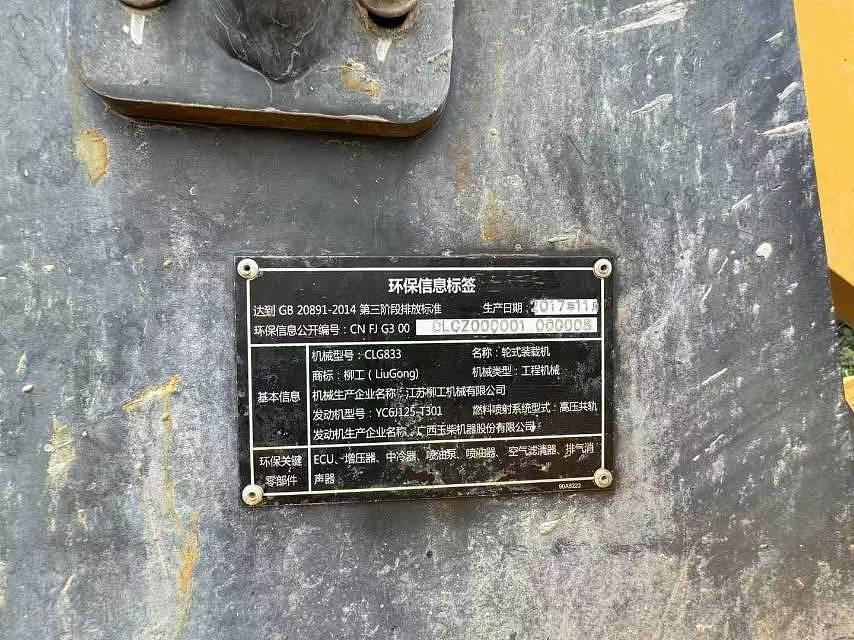 环保信息标签
达到 GB 20891-2014 第三阶段排放标准 生产日期：2017年11月
环保信息公开编号：CN FJ G3 00 0LGZ000001 000008
基本信息
机械型号：CLG833 名称：轮式装载机
商标：柳工（LiuGong） 机械类型：工程机械
机械生产企业名称：江苏柳工机械有限公司
发动机型号：YC6J125-T301 燃料喷射系统型式：高压共轨
发动机生产企业名称：广西玉柴机器股份有限公司
环保关键
零部件
ECU、增压器、中冷器、喷油泵、喷油器、空气滤清器、排气消
声器
90A8223